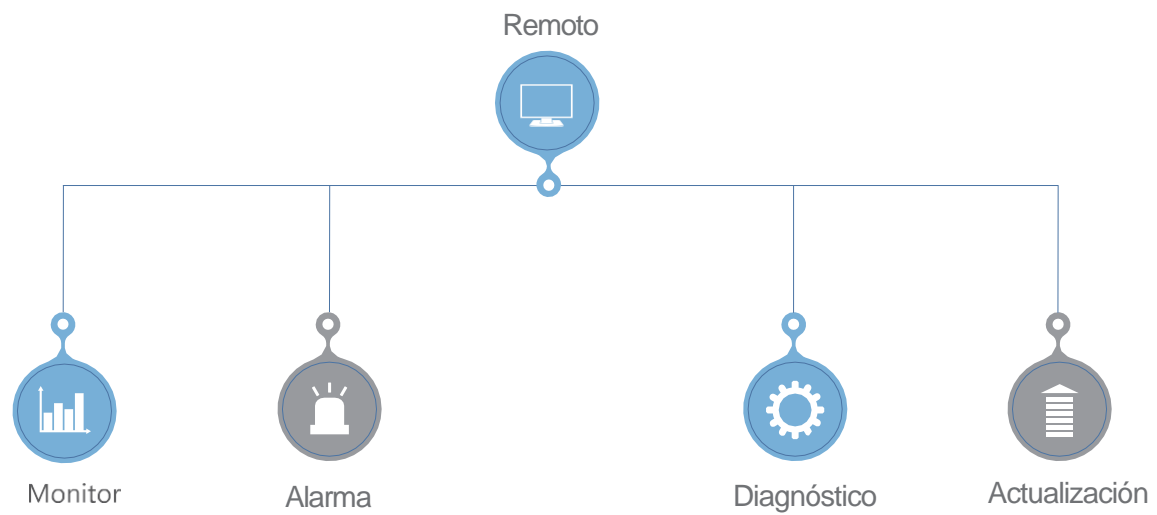 Remoto
Monitor
Alarma
Diagnóstico
Actualización